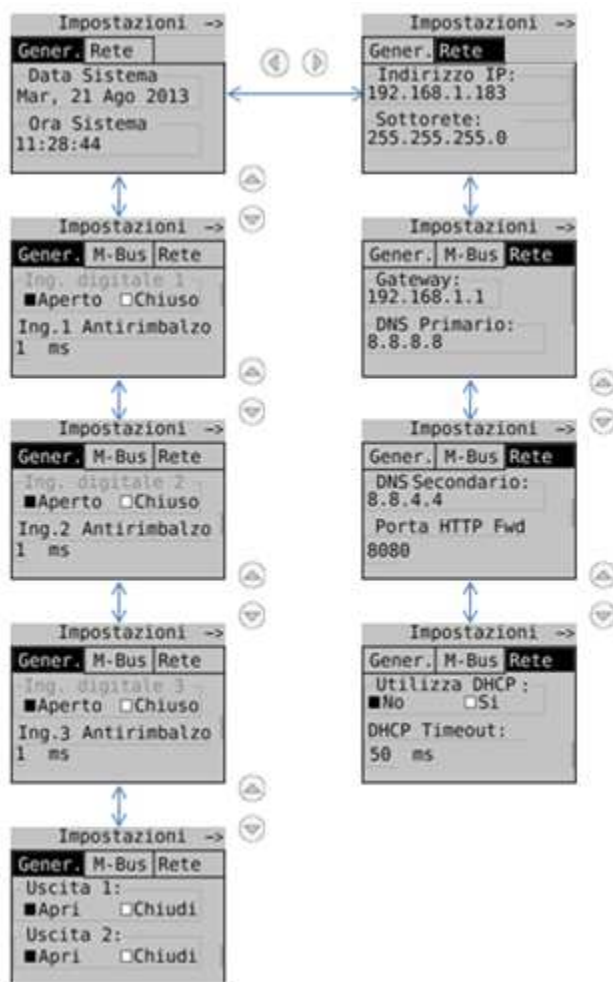 Impostazioni ->
Gener. Rete
Data Sistema
Mar, 21 Ago 2013
Ora Sistema
11:28:44
Impostazioni ->
Gener. M-Bus Rete
Ing. digitale 1
■Aperto □Chiuso
Ing.1 Antirimbalzo
1 ms
Impostazioni ->
Gener. M-Bus Rete
Ing. digitale 2
■Aperto □Chiuso
Ing.2 Antirimbalzo
1 ms
Impostazioni ->
Gener. M-Bus Rete
Ing. digitale 3
■Aperto □Chiuso
Ing.3 Antirimbalzo
1 ms
Impostazioni ->
Gener. M-Bus Rete
Uscita 1:
■Apri □Chiudi
Uscita 2:
■Apri □Chiudi
Impostazioni ->
Gener. Rete
Indirizzo IP:
192.168.1.183
Sottorete:
255.255.255.0
Impostazioni ->
Gener. M-Bus Rete
Gateway:
192.168.1.1
DNS Primario:
8.8.8.8
Impostazioni ->
Gener. M-Bus Rete
DNS Secondario:
8.8.4.4
Porta HTTP Fwd
8080
Impostazioni ->
Gener. M-Bus Rete
Utilizza DHCP :
■No □Si
DHCP Timeout:
50 ms